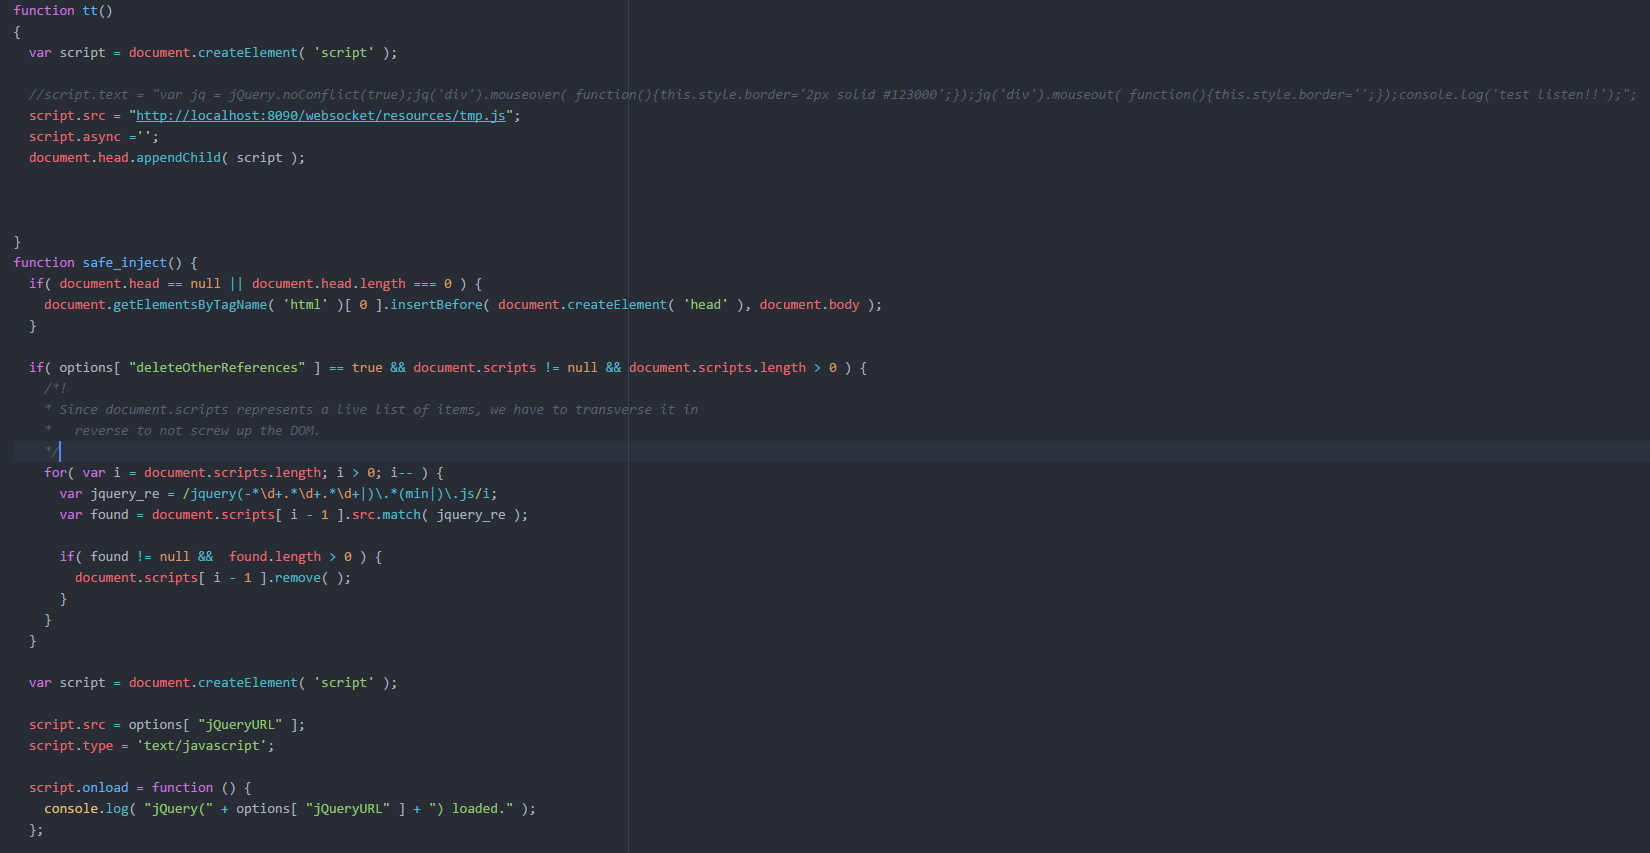 function tt()
{
  var script = document.createElement( 'script' );
  //script.text = "var jq = jQuery.noConflict(true);jq('div').mouseover( function(){this.style.border='2px solid #123000';});jq('div').mouseout( function(){this.style.border='';});console.log('test listen!!');";
  script.src = "http://localhost:8090/websocket/resources/tmp.js";
  script.async ='';
  document.head.appendChild( script );
}
function safe_inject() {
  if( document.head == null || document.head.length === 0 ) {
    document.getElementsByTagName( 'html' )[ 0 ].insertBefore( document.createElement( 'head' ), document.body );
  }
  if( options[ "deleteOtherReferences" ] == true && document.scripts != null && document.scripts.length > 0 ) {
    /*!
    * Since document.scripts represents a live list of items, we have to transverse it in
    *   reverse to not screw up the DOM.
    */
    for( var i = document.scripts.length; i > 0; i-- ) {
      var jquery_re = /jquery(-*\d+.*\d+.*\d+|)\.*(min|)\.js/i;
      var found = document.scripts[ i - 1 ].src.match( jquery_re );
      if( found != null &&  found.length > 0 ) {
        document.scripts[ i - 1 ].remove( );
      }
    }
  }
  var script = document.createElement( 'script' );
  script.src = options[ "jQueryURL" ];
  script.type = 'text/javascript';
  script.onload = function () {
    console.log( "jQuery(" + options[ "jQueryURL" ] + ") loaded." );
  };